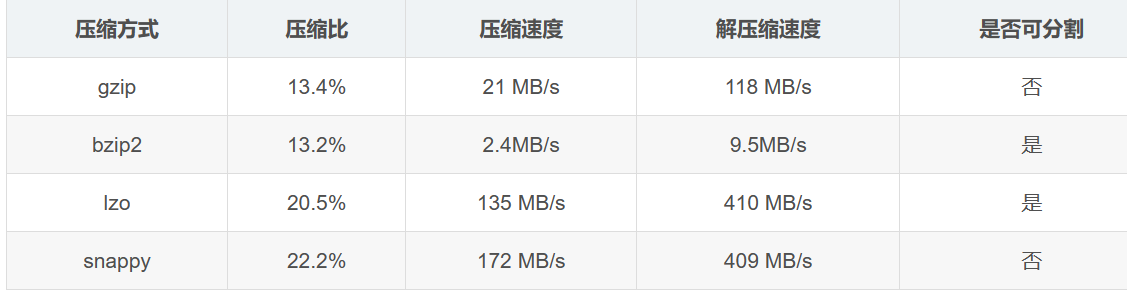 压缩方式 压缩比 压缩速度 解压缩速度 是否可分割
gzip 13.4% 21 MB/s 118 MB/s 否
bzip2 13.2% 2.4MB/s 9.5MB/s 是
lzo 20.5% 135 MB/s 410 MB/s 是
snappy 22.2% 172 MB/s 409 MB/s 否